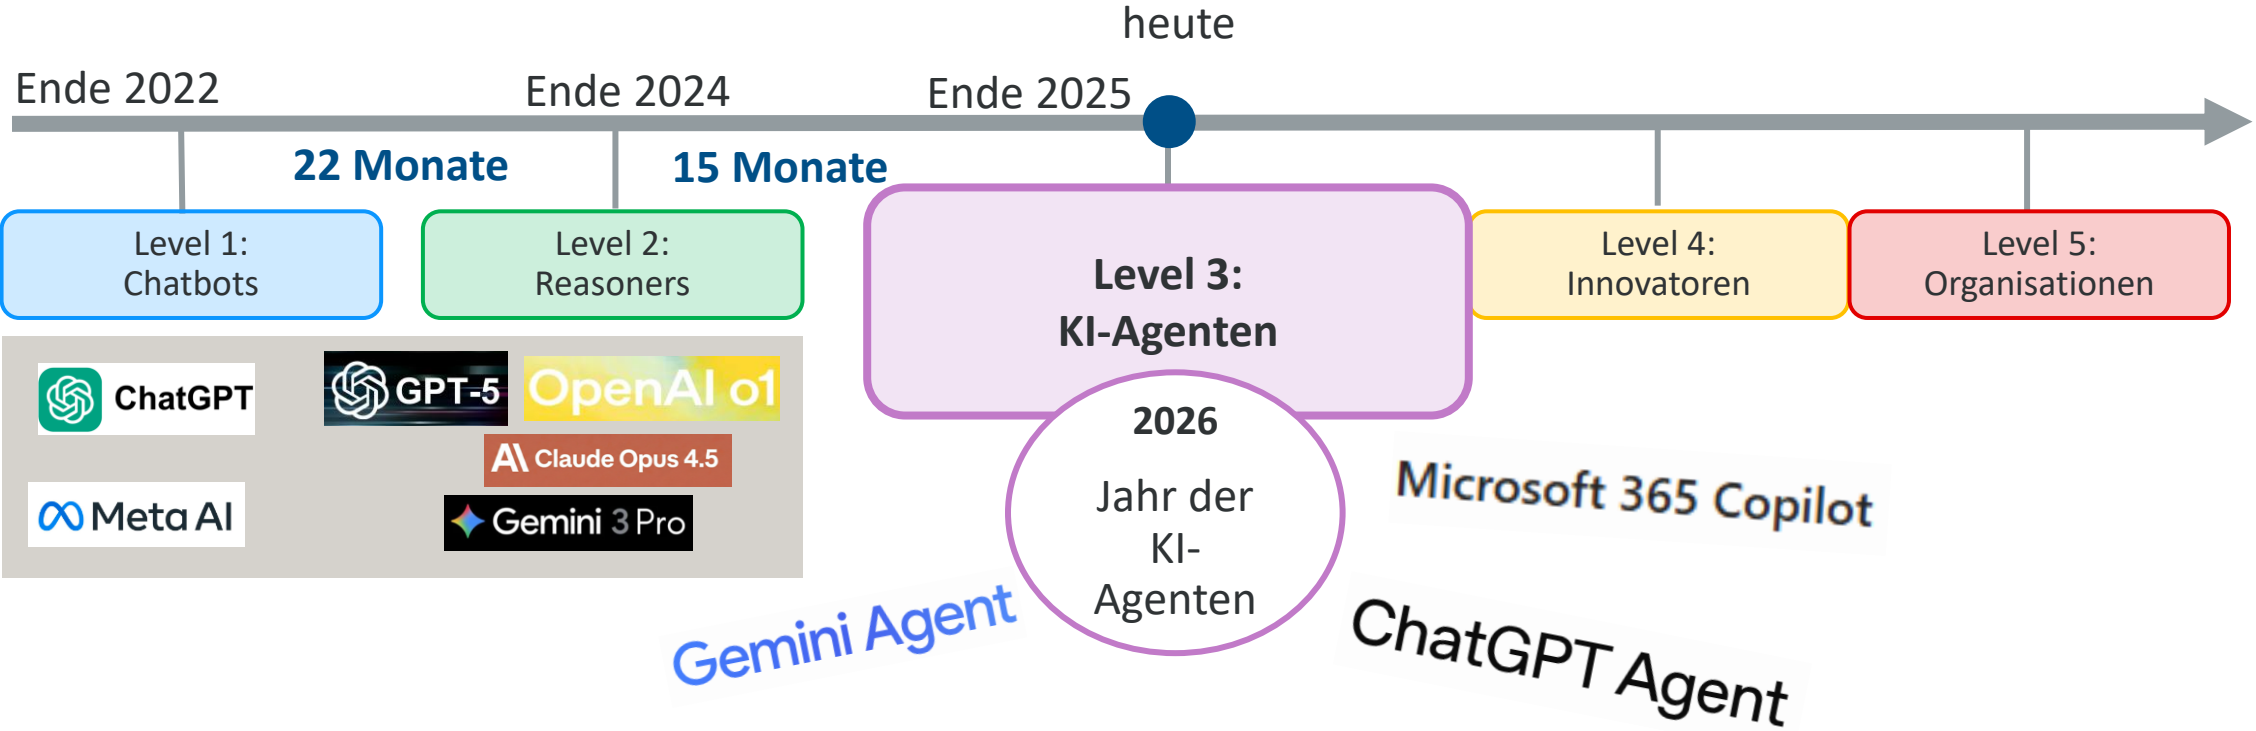 heute
Ende 2022
Ende 2024
Ende 2025
22 Monate
15 Monate
Level 1:
Chatbots
Level 2:
Reasoners
Level 3:
KI-Agenten
Level 4:
Innovatoren
Level 5:
Organisationen
ChatGPT
GPT-5
OpenAI o1
A\ Claude Opus 4.5
Meta AI
Gemini 3 Pro
2026
Jahr der
KI-
Agenten
Microsoft 365 Copilot
Gemini Agent
ChatGPT Agent